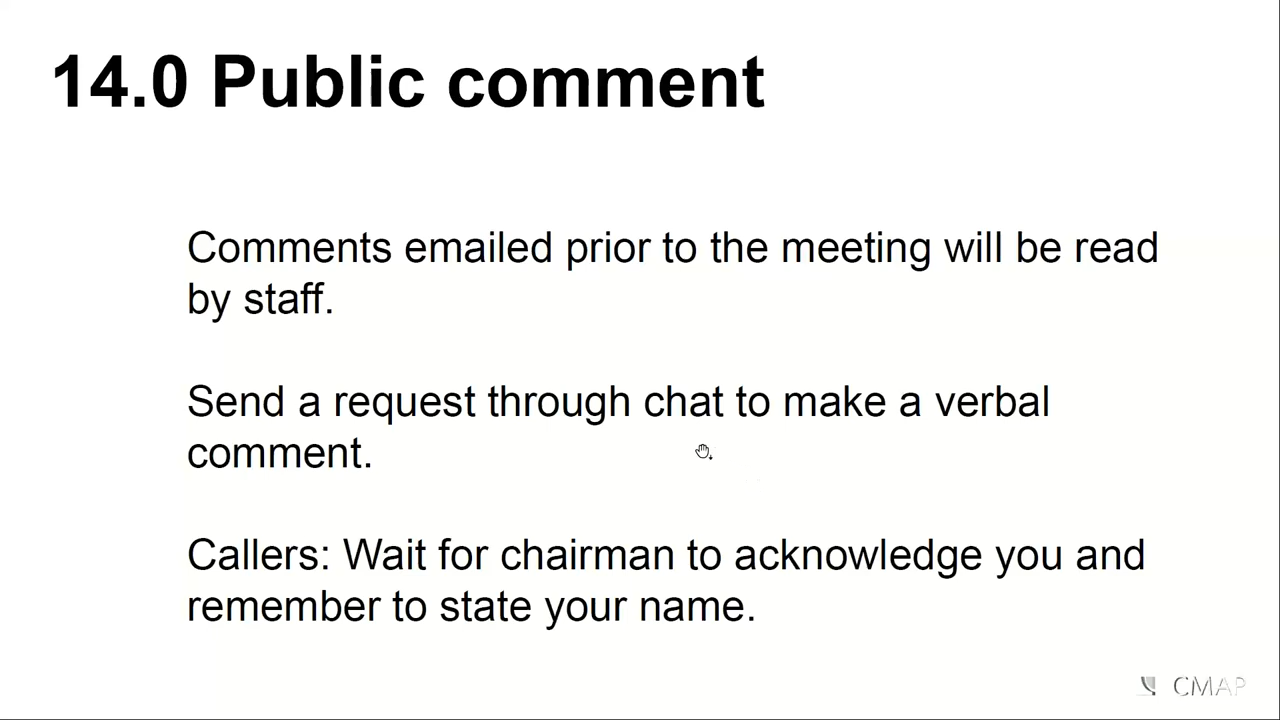 14.0 Public comment
Comments emailed prior to the meeting will be read
by staff.
Send a request through chat to make a verbal
comment.
Callers: Wait for chairman to acknowledge you and
remember to state your name.
CMAP